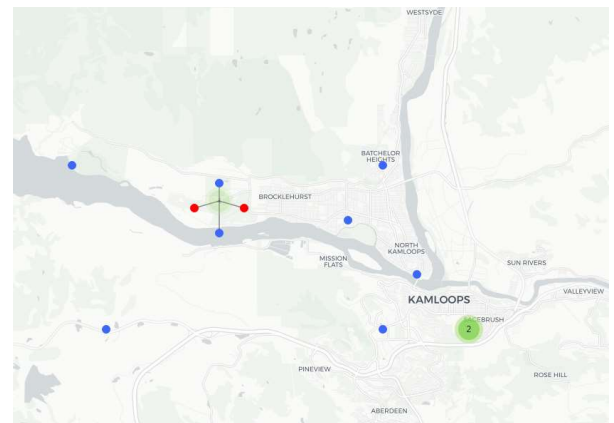 WESTSYDE
BATCHELOR
HEIGHTS
BROCKLEHURST
NORTH
KAMLOOPS
MISSION
FLATS
SUN RIVERS
VALLEYVIEW
KAMLOOPS
2
PINEVIEW
ROSE HILL
ABERDEEN